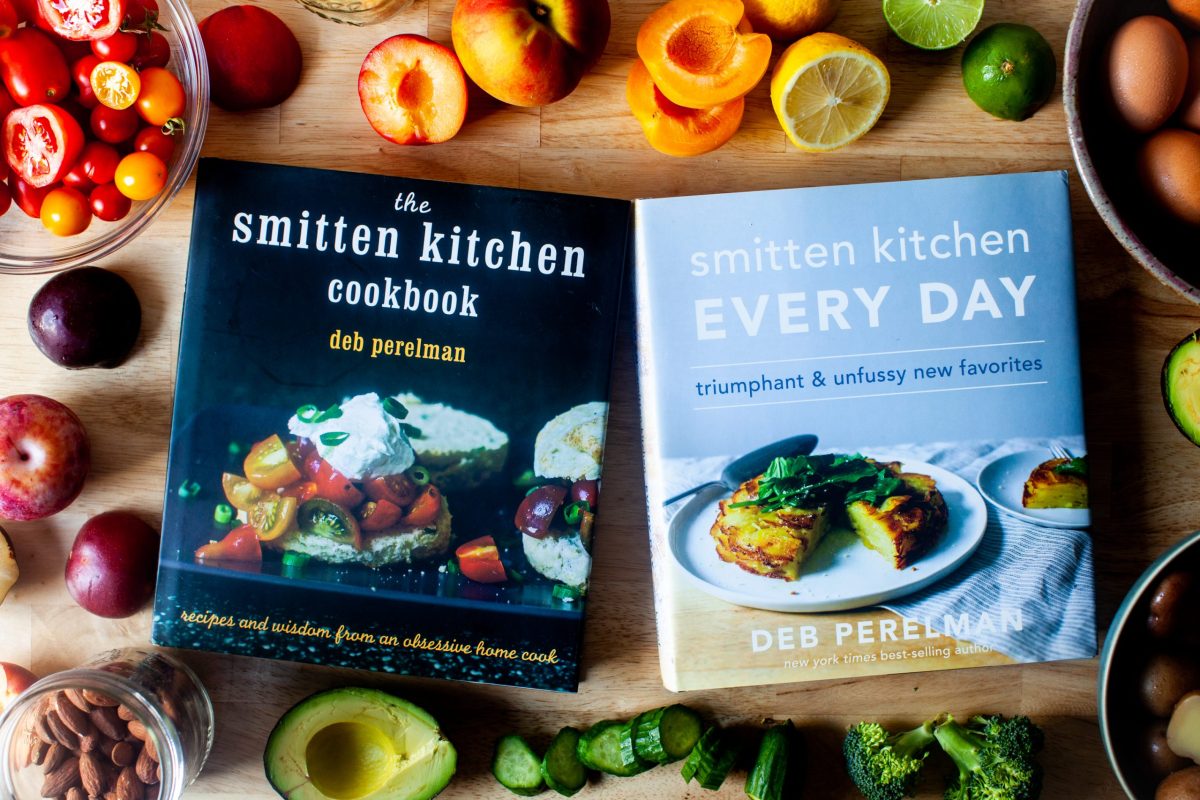 the
smitten kitchen
cookbook
deb perelman
recipes and wisdom from an obsessive home cook
smitten kitchen
EVERY DAY
triumphant & unfussy new favorites
DEB PERELMAN
new york times best-selling author